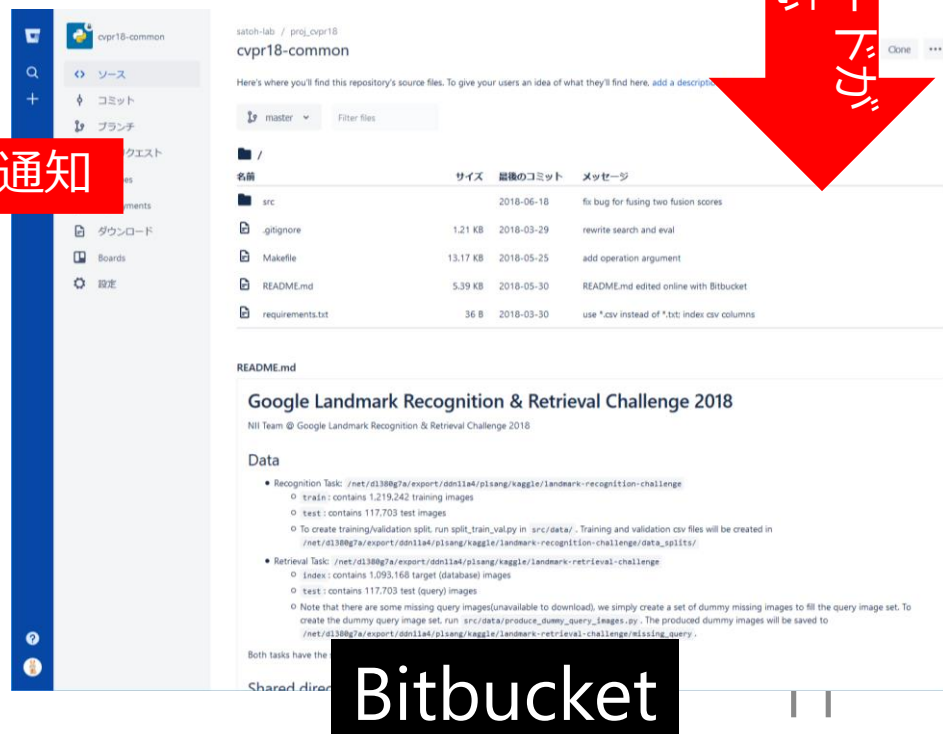 cvpr18-common
ソース
コミット
ブランチ
クエスト
通知
ダウンロード
Boards
設定
satoh-lab / proj_cvpr18
cvpr18-common
Clone
Here's where you'll find this repository's source files. To give your users an idea of what they'll find here, add a descriptio
ドが
master
Filter files
/
名前 サイズ 最後のコミット メッセージ
src 2018-06-18 fix bug for fusing two fusion scores
.gitignore 1.21 KB 2018-03-29 rewrite search and eval
Makefile 13.17 KB 2018-05-25 add operation argument
README.md 5.39 KB 2018-05-30 README.md edited online with Bitbucket
requirements.txt 36 B 2018-03-30 use *.csv instead of *.txt; index csv columns
README.md
Google Landmark Recognition & Retrieval Challenge 2018
NII Team @ Google Landmark Recognition & Retrieval Challenge 2018
Data
Recognition Task: /net/dl380g7a/export/ddn11a4/plsang/kaggle/landmark-recognition-challenge
train : contains 1,219,242 training images
test : contains 117,703 test images
To create training/validation split, run split_train_val.py in src/data/ . Training and validation csv files will be created in
/net/dl380g7a/export/ddn11a4/plsang/kaggle/landmark-recognition-challenge/data_splits/
Retrieval Task: /net/dl380g7a/export/ddn11a4/plsang/kaggle/landmark-retrieval-challenge
index : contains 1,093,168 target (database) images
test : contains 117,703 test (query) images
Note that there are some missing query images(unavailable to download), we simply create a set of dummy missing images to fill the query image set. To
create the dummy query image set, run src/data/produce_dummy_query_images.py . The produced dummy images will be saved to
/net/dl380g7a/export/ddn11a4/plsang/kaggle/landmark-retrieval-challenge/missing_query .
Both tasks have the
Shared direc
Bitbucket